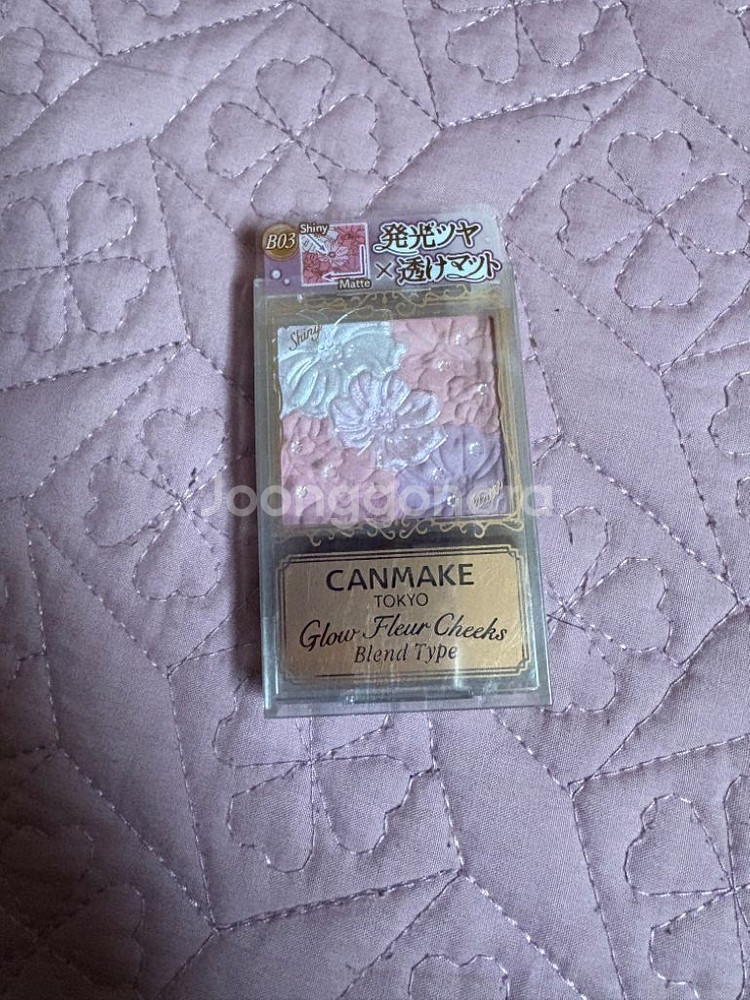 B03
Shiny
Matte
発光ツヤ
×透けマット
Shiny
Joonggonara
CANMAKE
TOKYO
Glow Fleur Cheeks
Blend Type